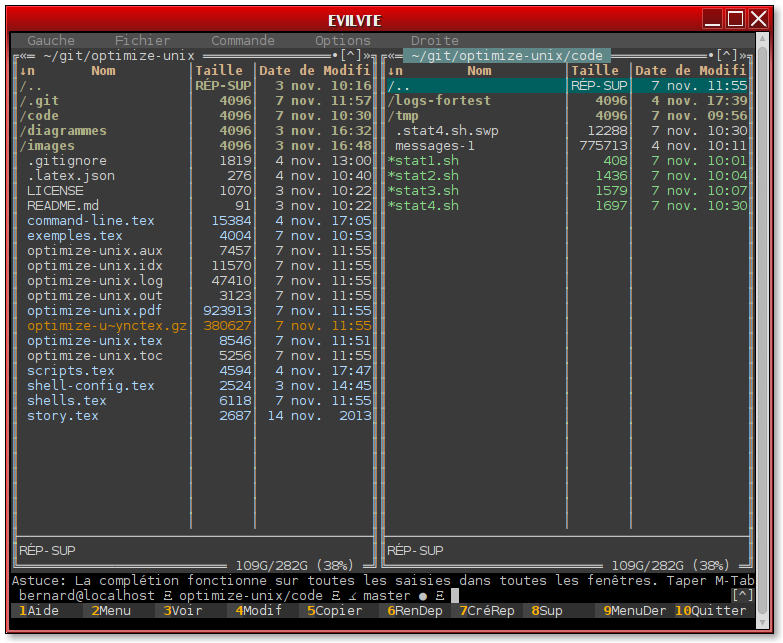 EVILVTE
Gauche Fichier Commande Options Droite
~/git/optimize-unix [^] ~/git/optimize-unix/code [^]
↓n Nom Taille Date de Modifi ↓n Nom Taille Date de Modifi
/.. RÉP-SUP 3 nov. 10:16 /.. RÉP-SUP 7 nov. 11:55
/.git 4096 7 nov. 11:57 /logs-fortest 4096 4 nov. 17:39
/code 4096 7 nov. 10:30 /tmp 4096 7 nov. 09:56
/diagrammes 4096 3 nov. 16:32 .stat4.sh.swp 12288 7 nov. 10:30
/images 4096 3 nov. 16:48 messages-1 775713 4 nov. 10:11
.gitignore 1819 4 nov. 13:00 *stat1.sh 408 7 nov. 10:01
.latex.json 276 4 nov. 10:40 *stat2.sh 1436 7 nov. 10:04
LICENSE 1070 3 nov. 10:22 *stat3.sh 1579 7 nov. 10:07
README.md 91 3 nov. 10:22 *stat4.sh 1697 7 nov. 10:30
command-line.tex 15384 4 nov. 17:05
exemples.tex 4004 7 nov. 10:53
optimize-unix.aux 7457 7 nov. 11:55
optimize-unix.idx 11570 7 nov. 11:55
optimize-unix.log 47410 7 nov. 11:55
optimize-unix.out 3123 7 nov. 11:55
optimize-unix.pdf 923913 7 nov. 11:55
optimize-u~ynctex.gz 380627 7 nov. 11:55
optimize-unix.tex 8546 7 nov. 11:51
optimize-unix.toc 5256 7 nov. 11:55
scripts.tex 4594 4 nov. 17:47
shell-config.tex 2524 3 nov. 14:45
shells.tex 6118 7 nov. 11:55
story.tex 2687 14 nov. 2013
RÉP-SUP RÉP-SUP
109G/282G (38%) 109G/282G (38%)
Astuce: La complétion fonctionne sur toutes les saisies dans toutes les fenêtres. Taper M-Tab
bernard@localhost Ξ optimize-unix/code Ξ master ● Ξ [^]
1Aide 2Menu 3Voir 4Modif 5Copier 6RenDep 7CréRep 8Sup 9MenuDer 10Quitter